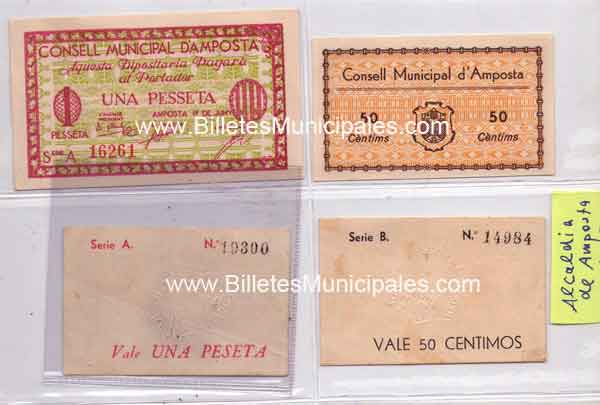 CONSELL MUNICIPAL D'AMPOSTA
Aquesta Dipositaria Pagarà
al Portador
UNA PESSETA
1
PESSETA
AMPOSTA
Sèrie A 16261
www.BilletesMunicipales.com
Consell Municipal d'Amposta
50
Cèntims
50
Cèntims
Serie A.
N.º 10300
Vale UNA PESETA
Serie B.
N.º 14984
VALE 50 CENTIMOS
www.BilletesMunicipales.com
Alcaldia
de Amposta